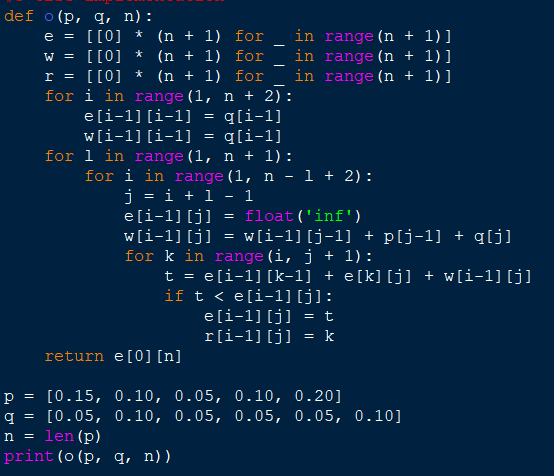 def o(p, q, n):
    e = [[0] * (n + 1) for _ in range(n + 1)]
    w = [[0] * (n + 1) for _ in range(n + 1)]
    r = [[0] * (n + 1) for _ in range(n + 1)]
    for i in range(1, n + 2):
        e[i-1][i-1] = q[i-1]
        w[i-1][i-1] = q[i-1]
    for l in range(1, n + 1):
        for i in range(1, n - l + 2):
            j = i + l - 1
            e[i-1][j] = float('inf')
            w[i-1][j] = w[i-1][j-1] + p[j-1] + q[j]
            for k in range(i, j + 1):
                t = e[i-1][k-1] + e[k][j] + w[i-1][j]
                if t < e[i-1][j]:
                    e[i-1][j] = t
                    r[i-1][j] = k
    return e[0][n]

p = [0.15, 0.10, 0.05, 0.10, 0.20]
q = [0.05, 0.10, 0.05, 0.05, 0.05, 0.10]
n = len(p)
print(o(p, q, n))